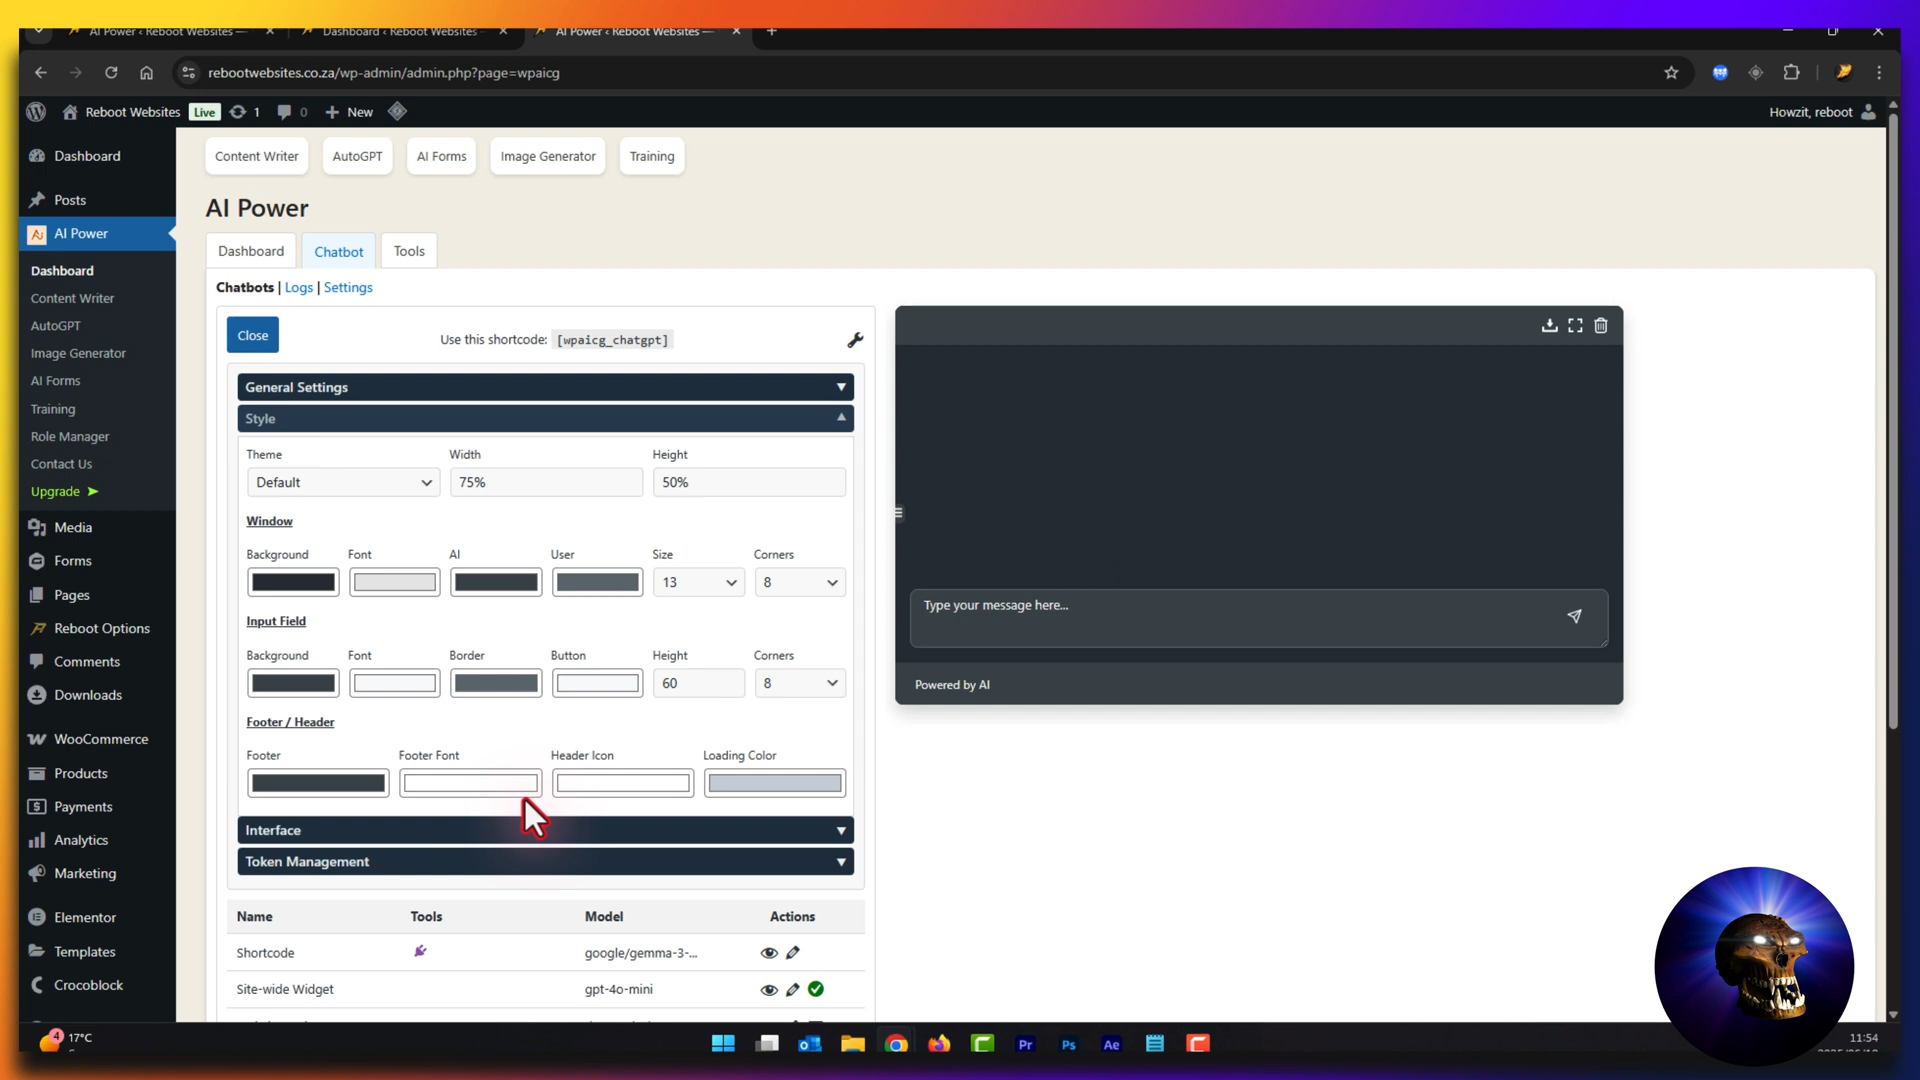 AI Power ‹ Reboot Websites —
Dashboard ‹ Reboot Websites
AI Power ‹ Reboot Websites —
rebootwebsites.co.za/wp-admin/admin.php?page=wpaicg
Reboot Websites
Live
1
0
New
Howzit, reboot
Dashboard
Posts
AI Power
Dashboard
Content Writer
AutoGPT
Image Generator
AI Forms
Training
Role Manager
Contact Us
Upgrade ➤
Media
Forms
Pages
Reboot Options
Comments
Downloads
WooCommerce
Products
Payments
Analytics
Marketing
Elementor
Templates
Crocoblock
Content Writer
AutoGPT
AI Forms
Image Generator
Training
AI Power
Dashboard
Chatbot
Tools
Chatbots | Logs | Settings
Close
Use this shortcode: [wpaicg_chatgpt]
General Settings
Style
Theme Width Height
Default 75% 50%
Window
Background Font AI User Size Corners
13 8
Input Field
Background Font Border Button Height Corners
60 8
Footer / Header
Footer Footer Font Header Icon Loading Color
Interface
Token Management
Name Tools Model Actions
Shortcode google/gemma-3-...
Site-wide Widget gpt-4o-mini
Type your message here...
Powered by AI
4
17°C
Pr
Ps
Ae
11:54